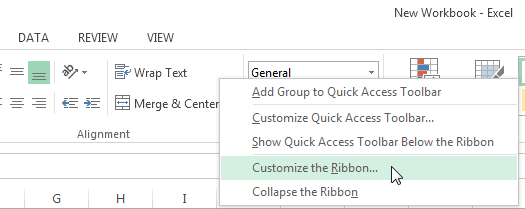 New Workbook - Excel
DATA REVIEW VIEW
Wrap Text General
Add Group to Quick Access Toolbar
Merge & Center
Customize Quick Access Toolbar...
Alignment
Show Quick Access Toolbar Below the Ribbon
Customize the Ribbon...
Collapse the Ribbon
G H I